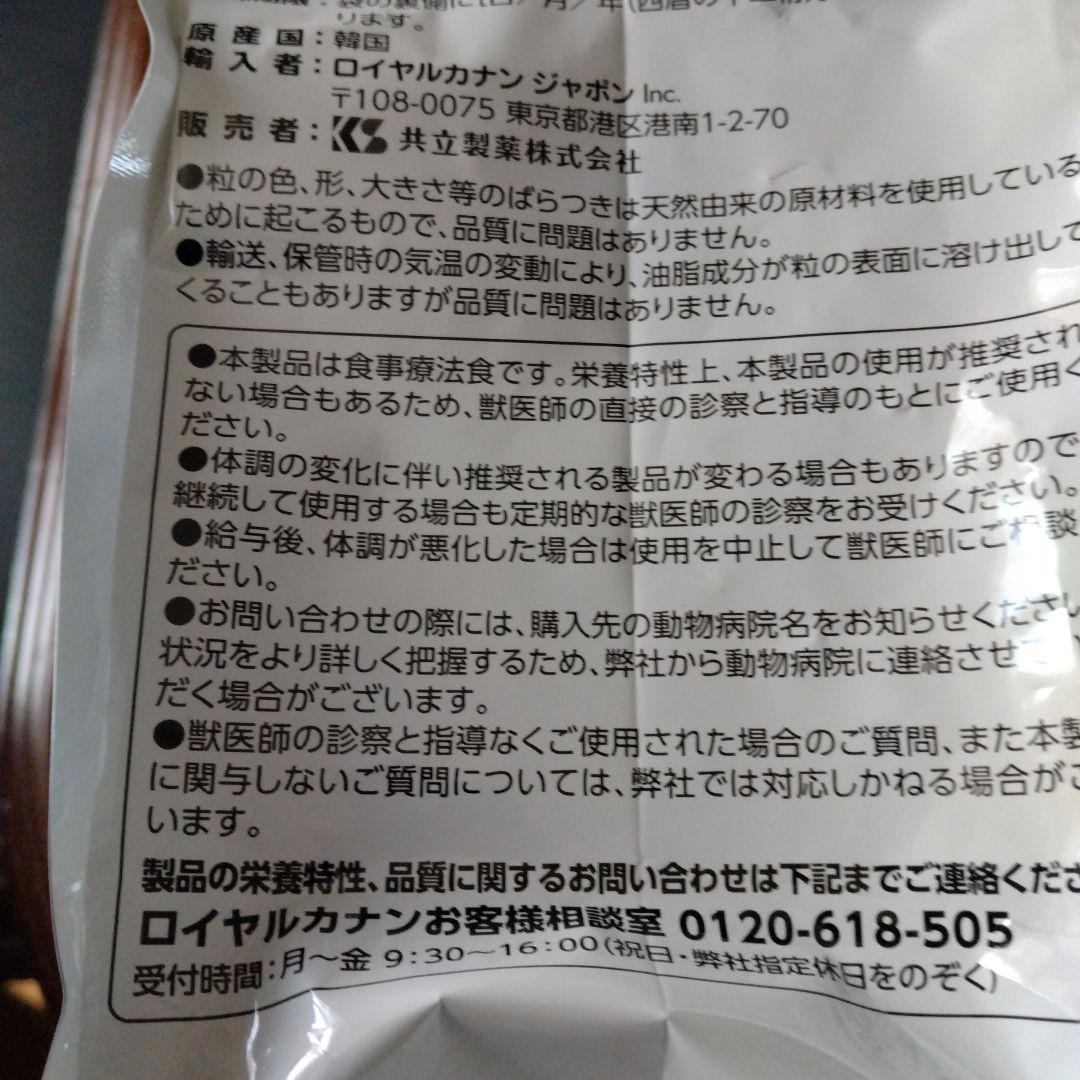 袋の裏側に[日/月/年(西暦の
ります。
原産国：韓国
輸入者：ロイヤルカナン ジャポン Inc.
〒108-0075 東京都港区港南1-2-70
販売者：KS 共立製薬株式会社
●粒の色、形、大きさ等のばらつきは天然由来の原材料を使用している
ために起こるもので、品質に問題はありません。
●輸送、保管時の気温の変動により、油脂成分が粒の表面に溶け出して
くることもありますが品質に問題はありません。
●本製品は食事療法食です。栄養特性上、本製品の使用が推奨され
ない場合もあるため、獣医師の直接の診察と指導のもとにご使用く
ださい。
●体調の変化に伴い推奨される製品が変わる場合もありますので
継続して使用する場合も定期的な獣医師の診察をお受けください。
●給与後、体調が悪化した場合は使用を中止して獣医師にご相談
ださい。
●お問い合わせの際には、購入先の動物病院名をお知らせください
状況をより詳しく把握するため、弊社から動物病院に連絡させて
だく場合がございます。
●獣医師の診察と指導なくご使用された場合のご質問、また本製
に関与しないご質問については、弊社では対応しかねる場合がご
います。
製品の栄養特性、品質に関するお問い合わせは下記までご連絡くださ
ロイヤルカナンお客様相談室 0120-618-505
受付時間：月～金 9:30～16:00(祝日・弊社指定休日をのぞく)